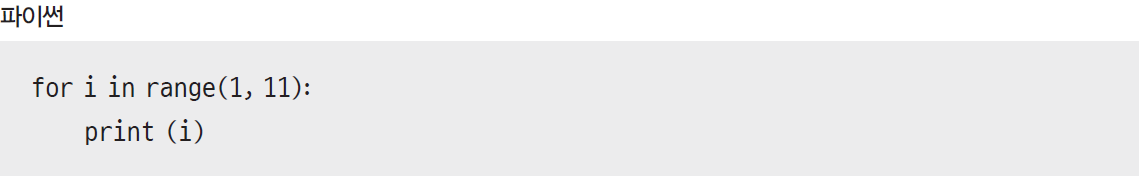 파이썬
for i in range(1, 11):
    print (i)